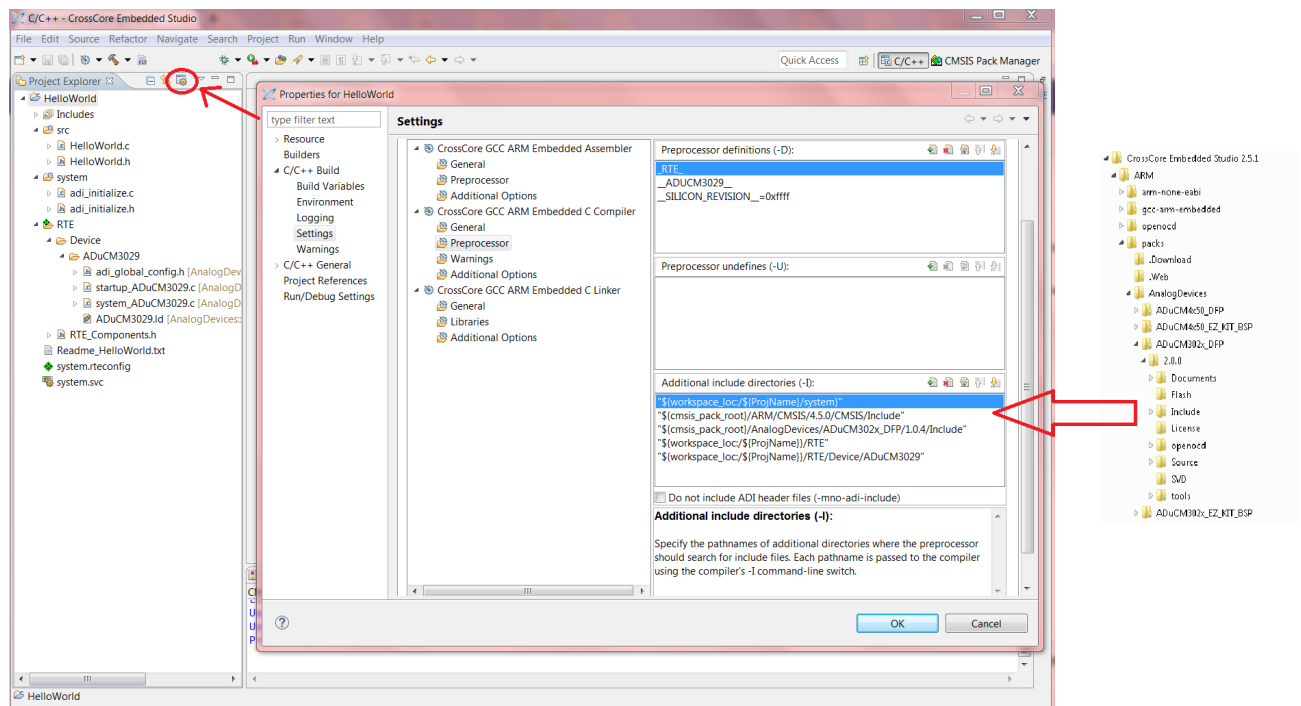 C/C++ - CrossCore Embedded Studio
File Edit Source Refactor Navigate Search Project Run Window Help
Quick Access
C/C++
CMSIS Pack Manager
Project Explorer
HelloWorld
Includes
src
HelloWorld.c
HelloWorld.h
system
adi_initialize.c
adi_initialize.h
RTE
Device
ADuCM3029
adi_global_config.h [AnalogDev
startup_ADuCM3029.c [AnalogD
system_ADuCM3029.c [AnalogD
ADuCM3029.ld [AnalogDevices::
RTE_Components.h
Readme_HelloWorld.txt
system.rteconfig
system.svc
HelloWorld
Properties for HelloWorld
type filter text
Resource
Builders
C/C++ Build
Build Variables
Environment
Logging
Settings
Warnings
C/C++ General
Project References
Run/Debug Settings
Settings
CrossCore GCC ARM Embedded Assembler
General
Preprocessor
Additional Options
CrossCore GCC ARM Embedded C Compiler
General
Preprocessor
Warnings
Additional Options
CrossCore GCC ARM Embedded C Linker
General
Libraries
Additional Options
Preprocessor definitions (-D):
_RTE_
__ADUCM3029__
__SILICON_REVISION__=0xffff
Preprocessor undefines (-U):
Additional include directories (-I):
"${workspace_loc:/${ProjName}/system}"
"${cmsis_pack_root}/ARM/CMSIS/4.5.0/CMSIS/Include"
"${cmsis_pack_root}/AnalogDevices/ADuCM302x_DFP/1.0.4/Include"
"${workspace_loc:/${ProjName}}/RTE"
"${workspace_loc:/${ProjName}}/RTE/Device/ADuCM3029"
Do not include ADI header files (-mno-adi-include)
Additional include directories (-I):
Specify the pathnames of additional directories where the preprocessor
should search for include files. Each pathname is passed to the compiler
using the compiler's -I command-line switch.
OK
Cancel
CrossCore Embedded Studio 2.5.1
ARM
arm-none-eabi
gcc-arm-embedded
openocd
packs
.Download
.Web
AnalogDevices
ADuCM4x50_DFP
ADuCM4x50_EZ_KIT_BSP
ADuCM302x_DFP
2.0.0
Documents
Flash
Include
License
openocd
Source
SVD
tools
ADuCM302x_EZ_KIT_BSP